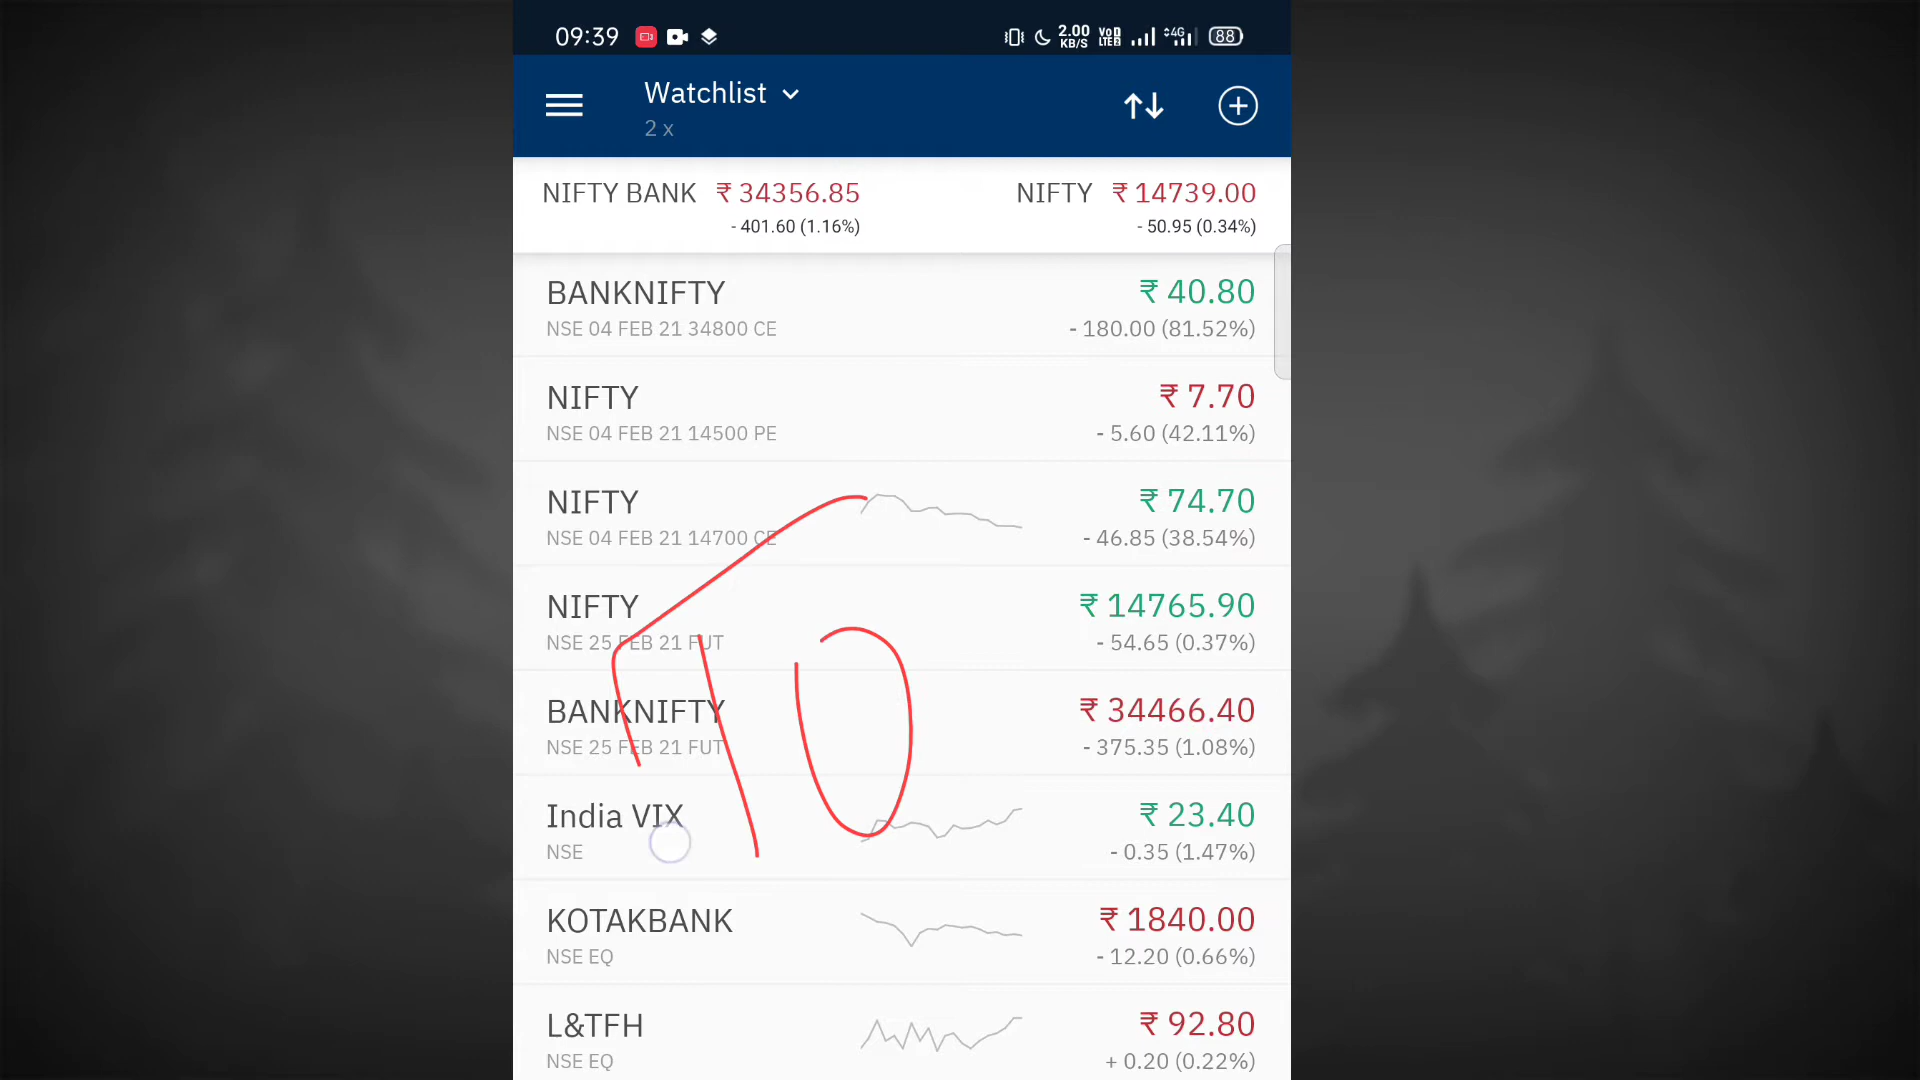 09:39 2.00 KB/S VoD LTE2 4G 88
Watchlist
2 x
NIFTY BANK ₹ 34356.85 NIFTY ₹ 14739.00
- 401.60 (1.16%) - 50.95 (0.34%)
BANKNIFTY ₹ 40.80
NSE 04 FEB 21 34800 CE - 180.00 (81.52%)
NIFTY ₹ 7.70
NSE 04 FEB 21 14500 PE - 5.60 (42.11%)
NIFTY ₹ 74.70
NSE 04 FEB 21 14700 CE - 46.85 (38.54%)
NIFTY ₹ 14765.90
NSE 25 FEB 21 FUT - 54.65 (0.37%)
10
BANKNIFTY ₹ 34466.40
NSE 25 FEB 21 FUT - 375.35 (1.08%)
India VIX ₹ 23.40
NSE - 0.35 (1.47%)
KOTAKBANK ₹ 1840.00
NSE EQ - 12.20 (0.66%)
L&TFH ₹ 92.80
NSE EQ + 0.20 (0.22%)